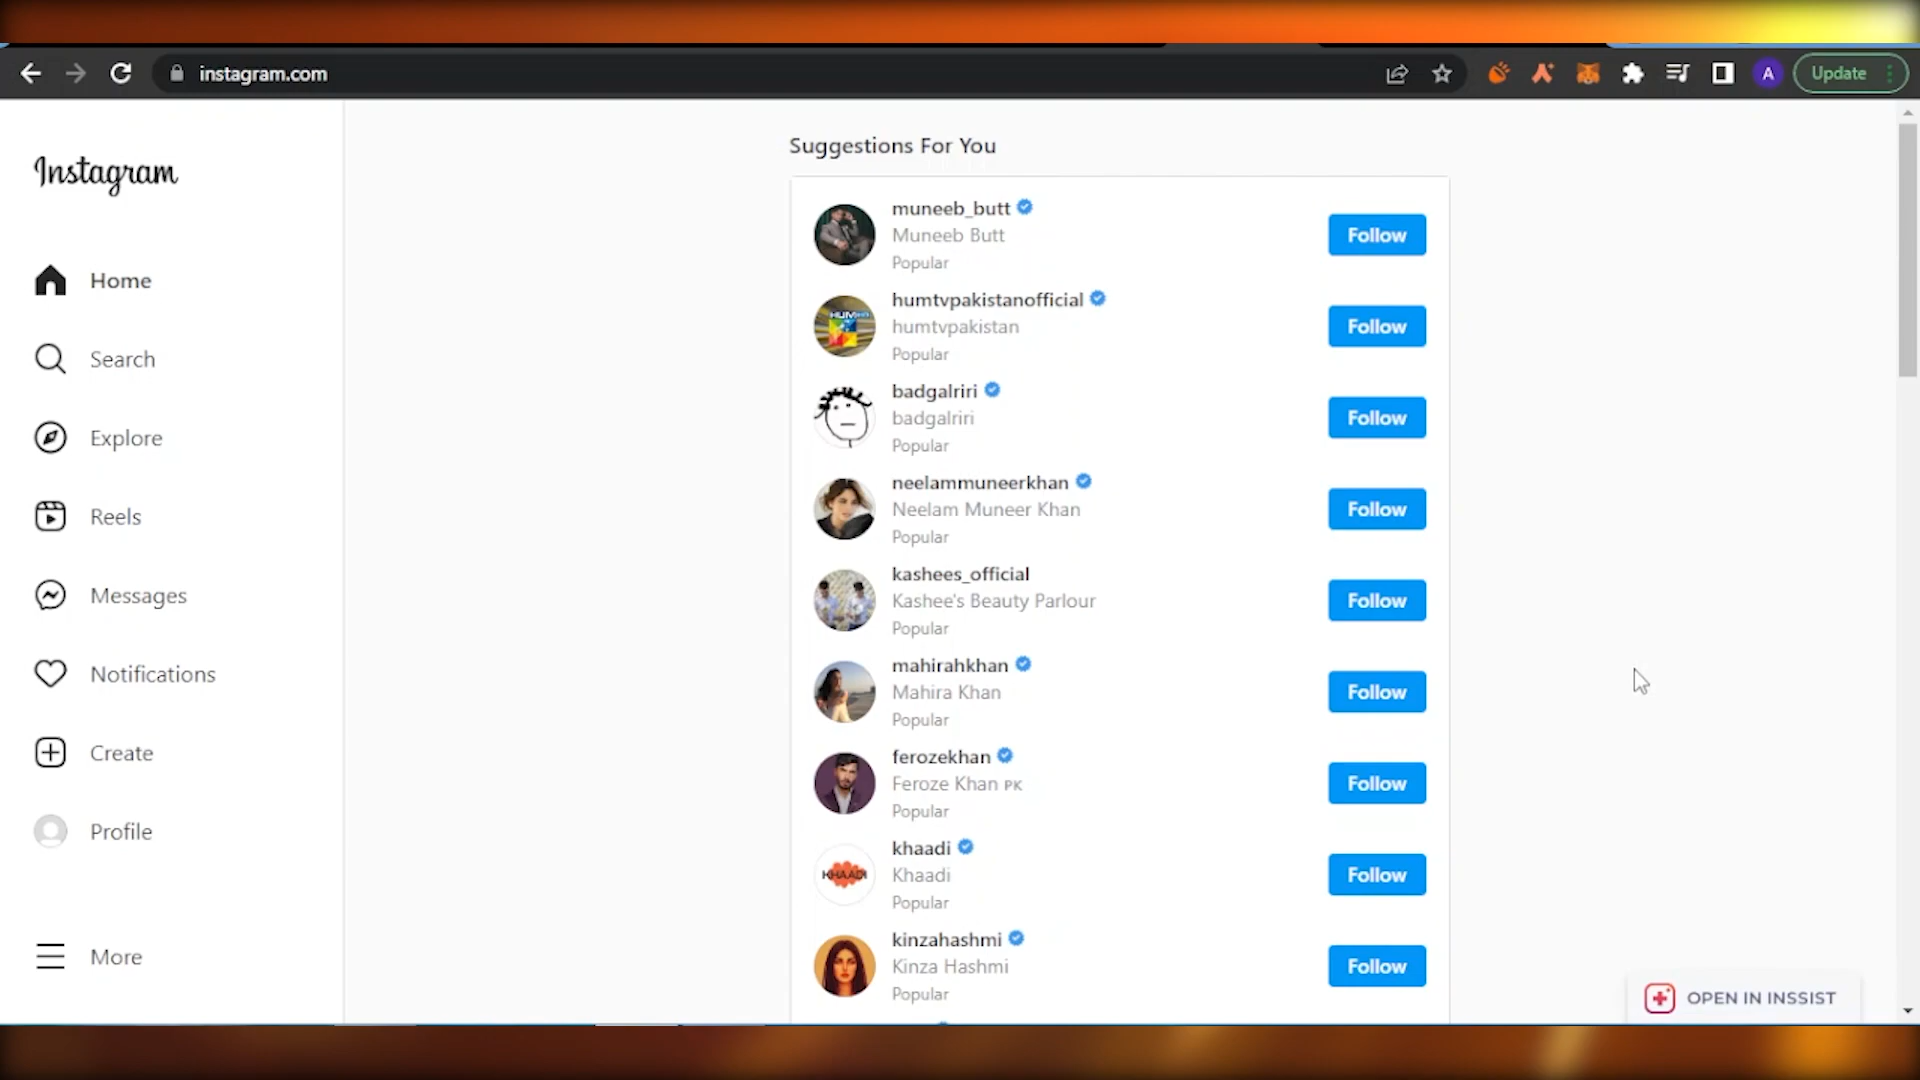 instagram.com
A
Update
Instagram
Home
Search
Explore
Reels
Messages
Notifications
Create
Profile
More
Suggestions For You
muneeb_butt
Muneeb Butt
Popular
Follow
HUM
humtvpakistanofficial
humtvpakistan
Popular
Follow
badgalriri
badgalriri
Popular
Follow
neelammuneerkhan
Neelam Muneer Khan
Popular
Follow
kashees_official
Kashee's Beauty Parlour
Popular
Follow
mahirahkhan
Mahira Khan
Popular
Follow
ferozekhan
Feroze Khan PK
Popular
Follow
KHAADI
khaadi
Khaadi
Popular
Follow
kinzahashmi
Kinza Hashmi
Popular
Follow
OPEN IN INSSIST